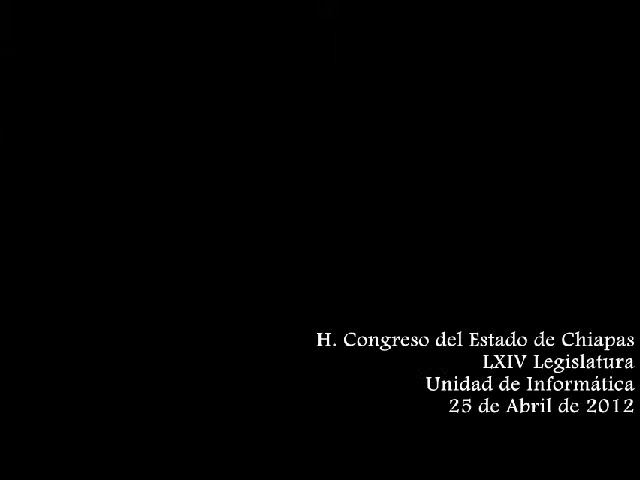 H. Congreso del Estado de Chiapas
LXIV Legislatura
Unidad de Informática
25 de Abril de 2012